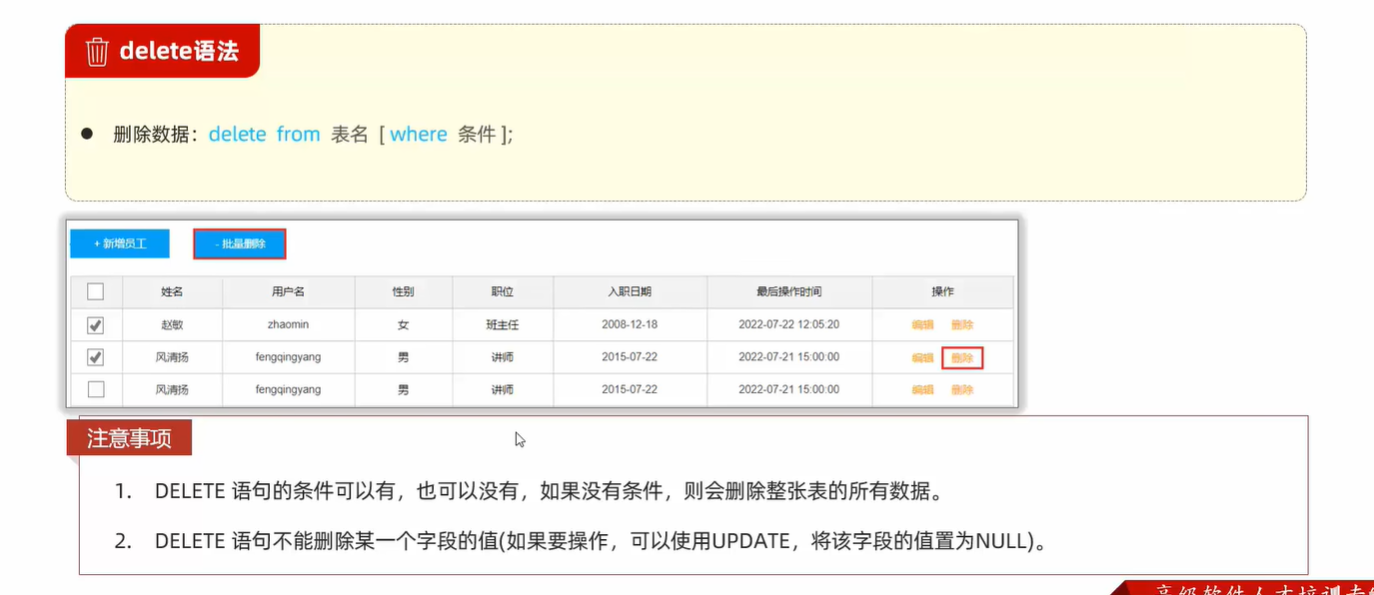 delete语法
● 删除数据：delete from 表名 [ where 条件 ];
+ 新增员工 - 批量删除
姓名 用户名 性别 职位 入职日期 最后操作时间 操作
赵敏 zhaomin 女 班主任 2008-12-18 2022-07-22 12:05:20 编辑 删除
风清扬 fengqingyang 男 讲师 2015-07-22 2022-07-21 15:00:00 编辑 删除
风清扬 fengqingyang 男 讲师 2015-07-22 2022-07-21 15:00:00 编辑 删除
注意事项
1. DELETE 语句的条件可以有，也可以没有，如果没有条件，则会删除整张表的所有数据。
2. DELETE 语句不能删除某一个字段的值(如果要操作，可以使用UPDATE，将该字段的值置为NULL)。
高级软件人才培训专